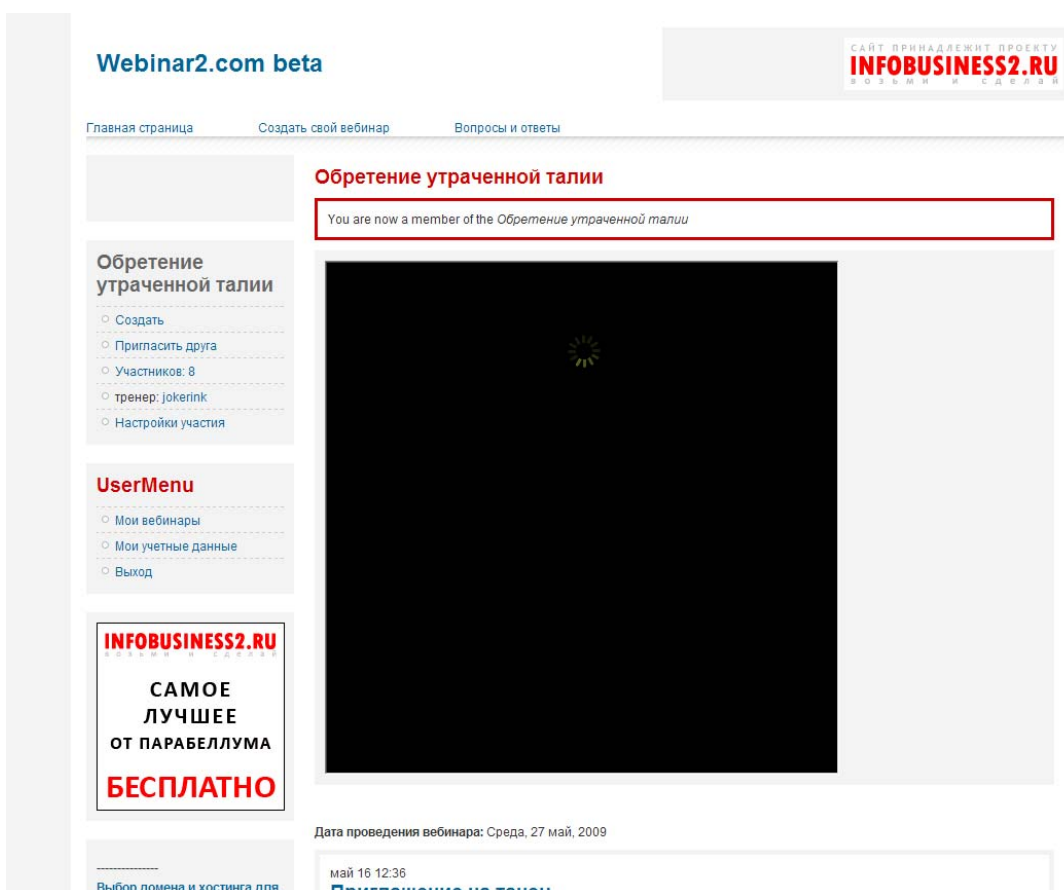 Webinar2.com beta
САЙТ ПРИНАДЛЕЖИТ ПРОЕКТУ
INFOBUSINESS2.RU
ВОЗЬМИ И СДЕЛАЙ
Главная страница Создать свой вебинар Вопросы и ответы
Обретение утраченной талии
You are now a member of the Обретение утраченной талии
Обретение
утраченной талии
Создать
Пригласить друга
Участников: 8
тренер: jokerink
Настройки участия
UserMenu
Мои вебинары
Мои учетные данные
Выход
INFOBUSINESS2.RU
ВОЗЬМИ И СДЕЛАЙ
САМОЕ
ЛУЧШЕЕ
ОТ ПАРАБЕЛЛУМА
БЕСПЛАТНО
Дата проведения вебинара: Среда, 27 май, 2009
---------------
Выбор домена и хостинга для
май 16 12:36
Приглашение на